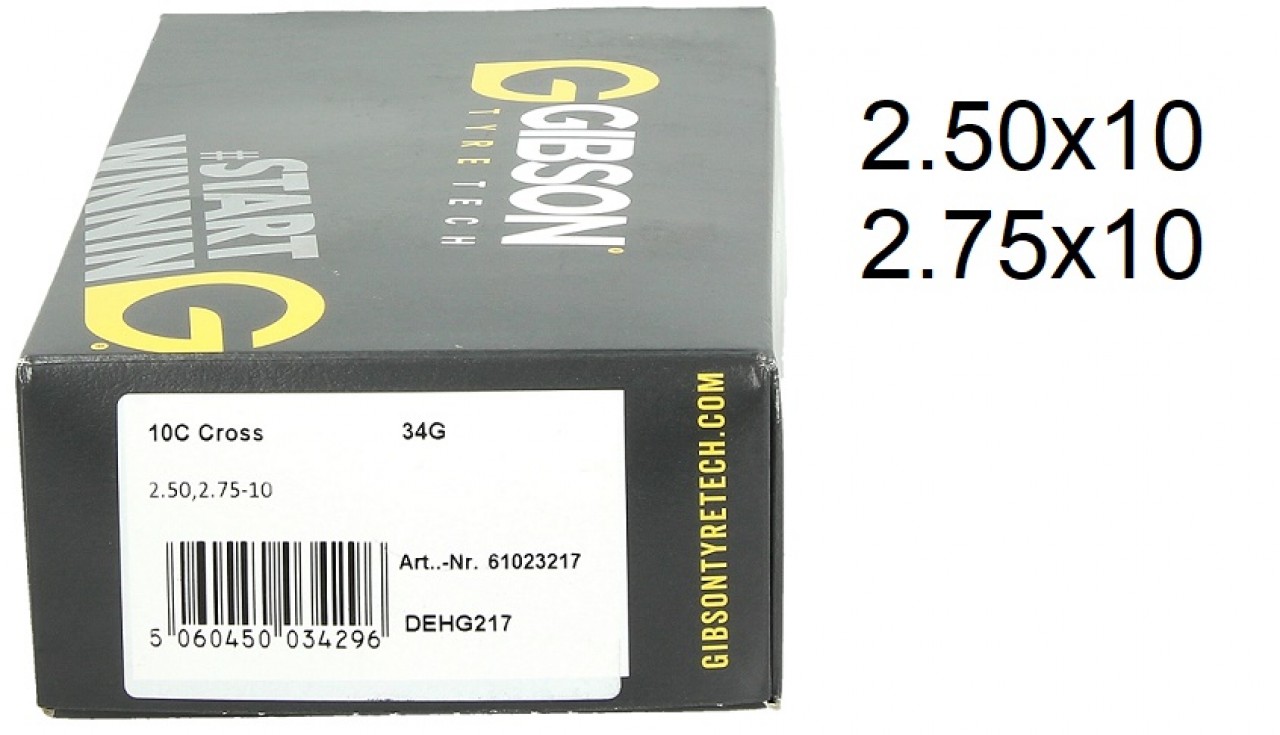 GIBSON
TYRE TECH
#START
WINNING
10C Cross 34G
2.50,2.75-10
Art..-Nr. 61023217
DEHG217
5 060450 034296
GIBSONTYRETECH.COM
2.50x10
2.75x10